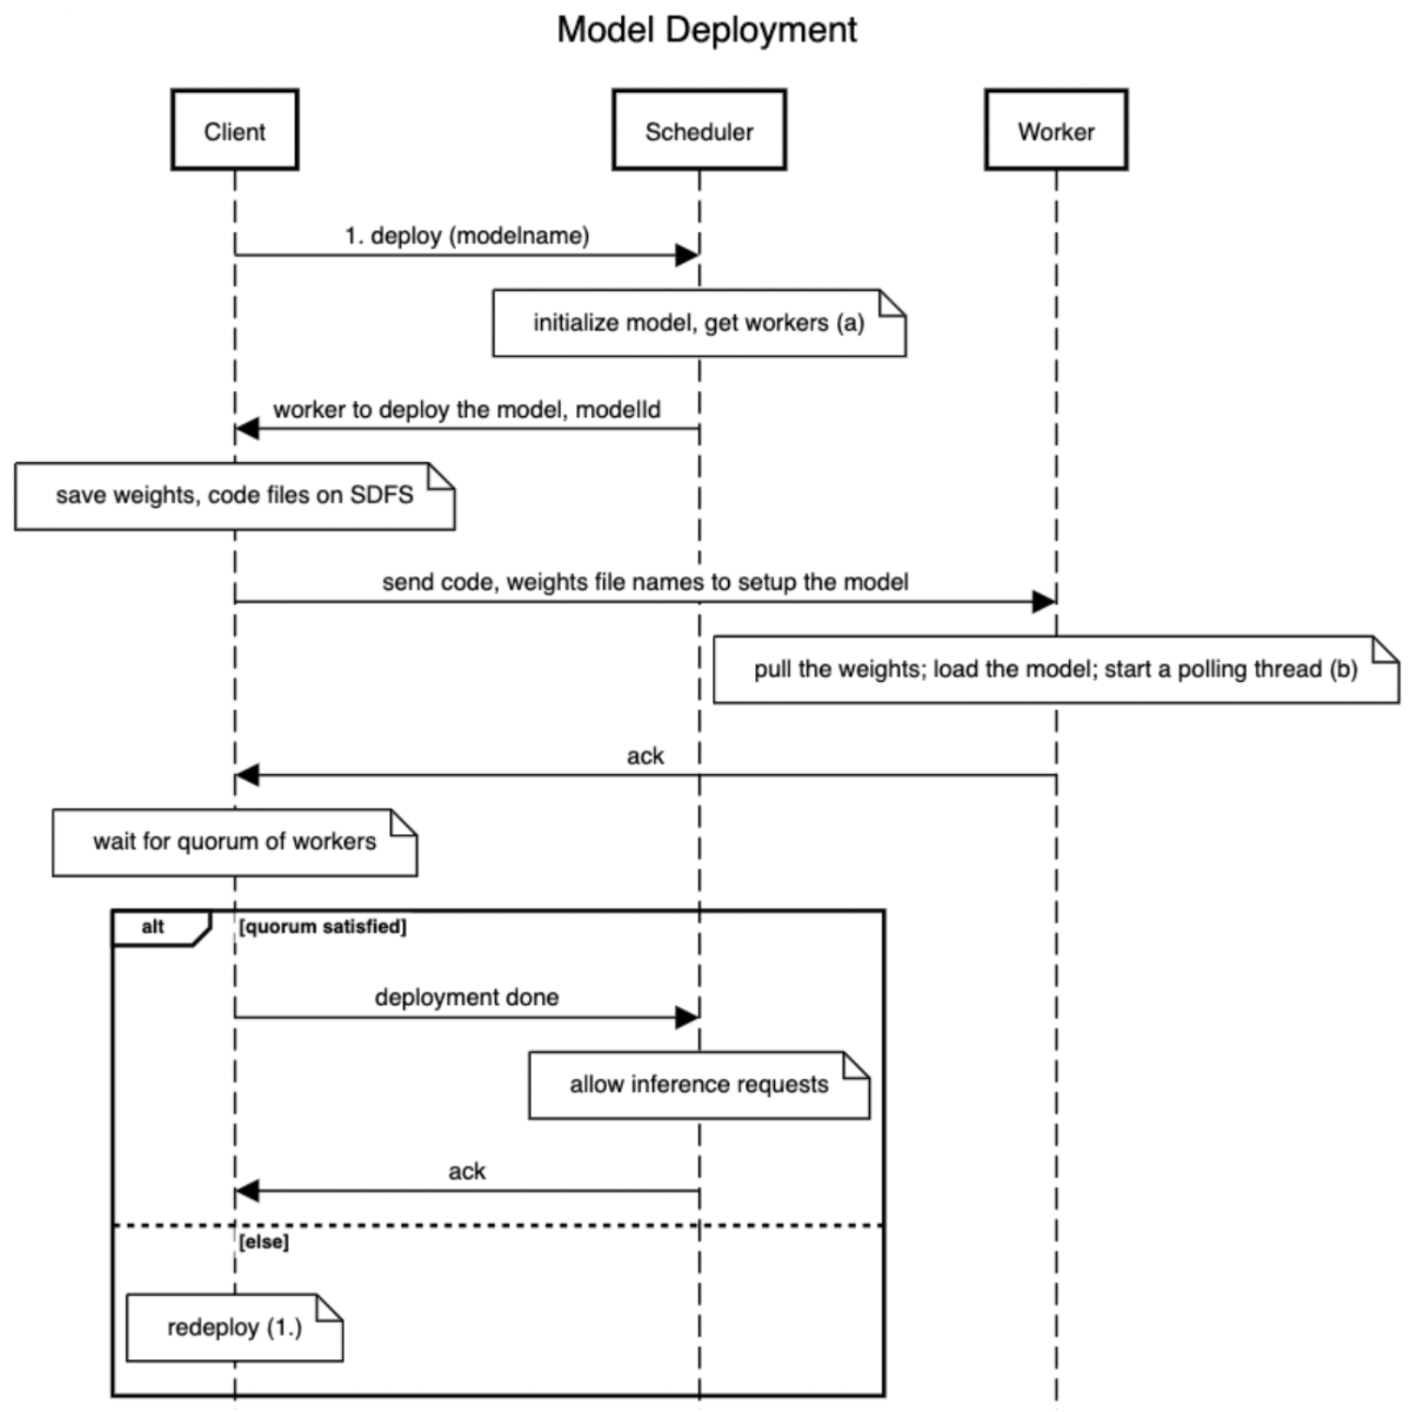 Model Deployment
Client
Scheduler
Worker
1. deploy (modelname)
initialize model, get workers (a)
worker to deploy the model, modelId
save weights, code files on SDFS
send code, weights file names to setup the model
pull the weights; load the model; start a polling thread (b)
ack
wait for quorum of workers
alt
[quorum satisfied]
deployment done
allow inference requests
ack
[else]
redeploy (1.)